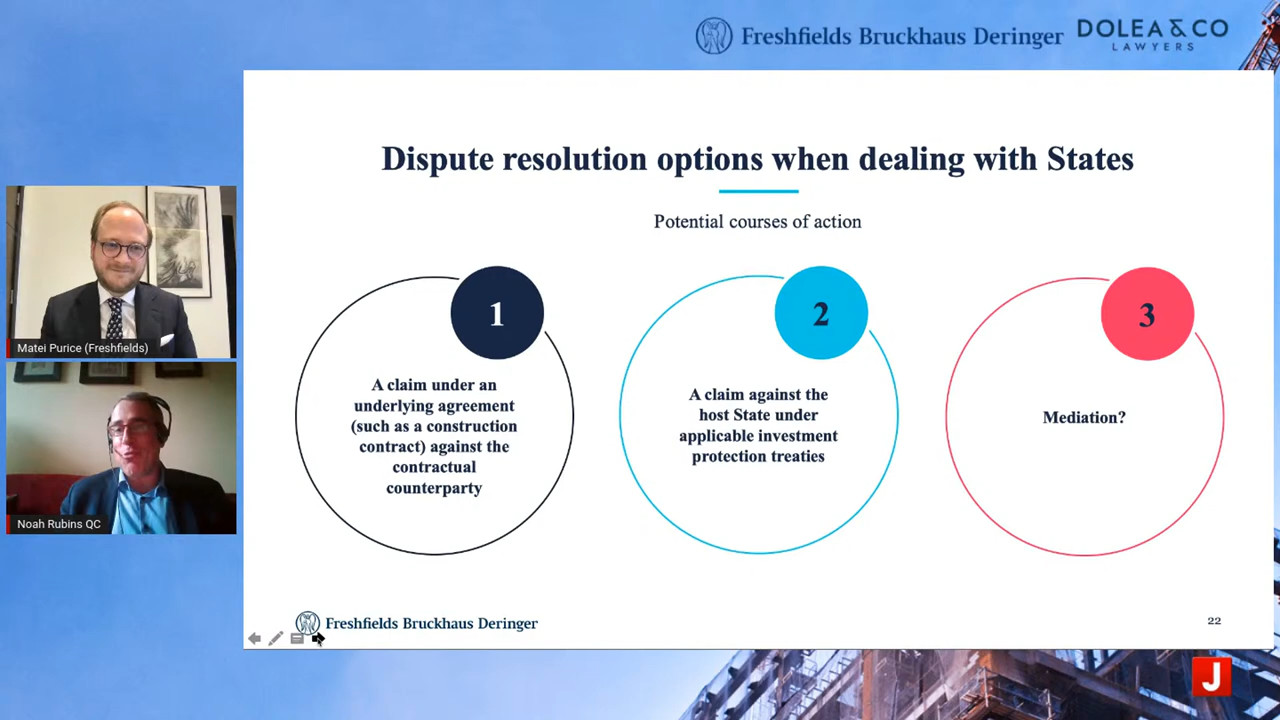 Freshfields Bruckhaus Deringer
DOLEA & CO
LAWYERS
Dispute resolution options when dealing with States
Potential courses of action
1
A claim under an
underlying agreement
(such as a construction
contract) against the
contractual
counterparty
2
A claim against the
host State under
applicable investment
protection treaties
3
Mediation?
Matei Purice (Freshfields)
Noah Rubins QC
Freshfields Bruckhaus Deringer
22
J